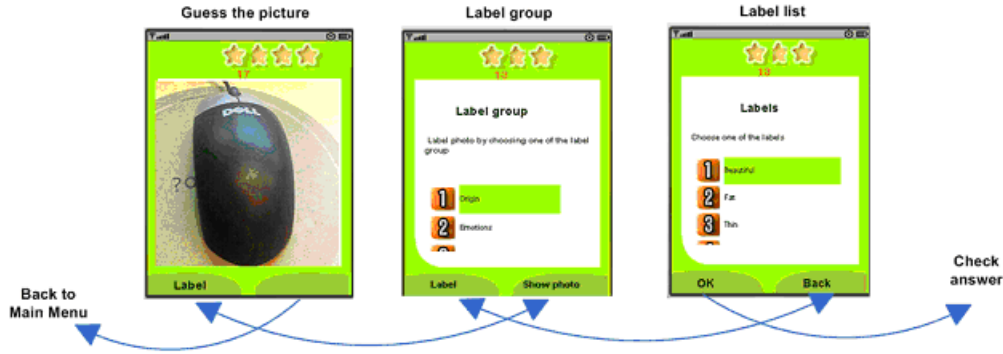 Guess the picture
Label group
Label list
17
DELL
?
Label
13
Label group
Label photo by choosing one of the label
group
1 Origin
2 Emotions
Label
Show photo
13
Labels
Choose one of the labels
1 Beautiful
2 Fat
3 Thin
OK
Back
Back to
Main Menu
Check
answer